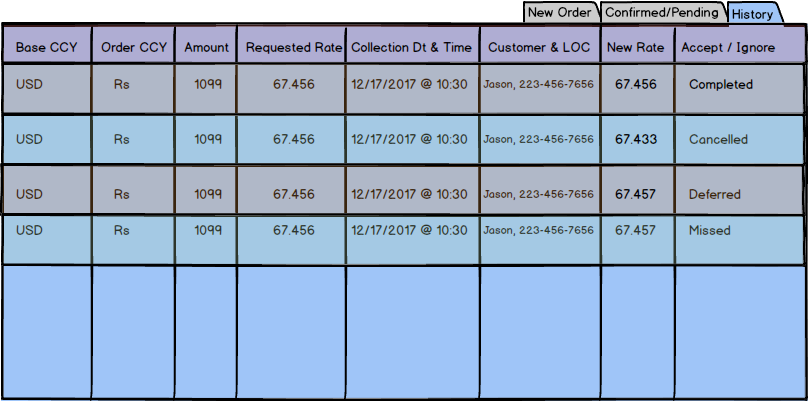 New Order Confirmed/Pending History
Base CCY Order CCY Amount Requested Rate Collection Dt & Time Customer & LOC New Rate Accept / Ignore
USD Rs 1099 67.456 12/17/2017 @ 10:30 Jason, 223-456-7656 67.456 Completed
USD Rs 1099 67.456 12/17/2017 @ 10:30 Jason, 223-456-7656 67.433 Cancelled
USD Rs 1099 67.456 12/17/2017 @ 10:30 Jason, 223-456-7656 67.457 Deferred
USD Rs 1099 67.456 12/17/2017 @ 10:30 Jason, 223-456-7656 67.457 Missed